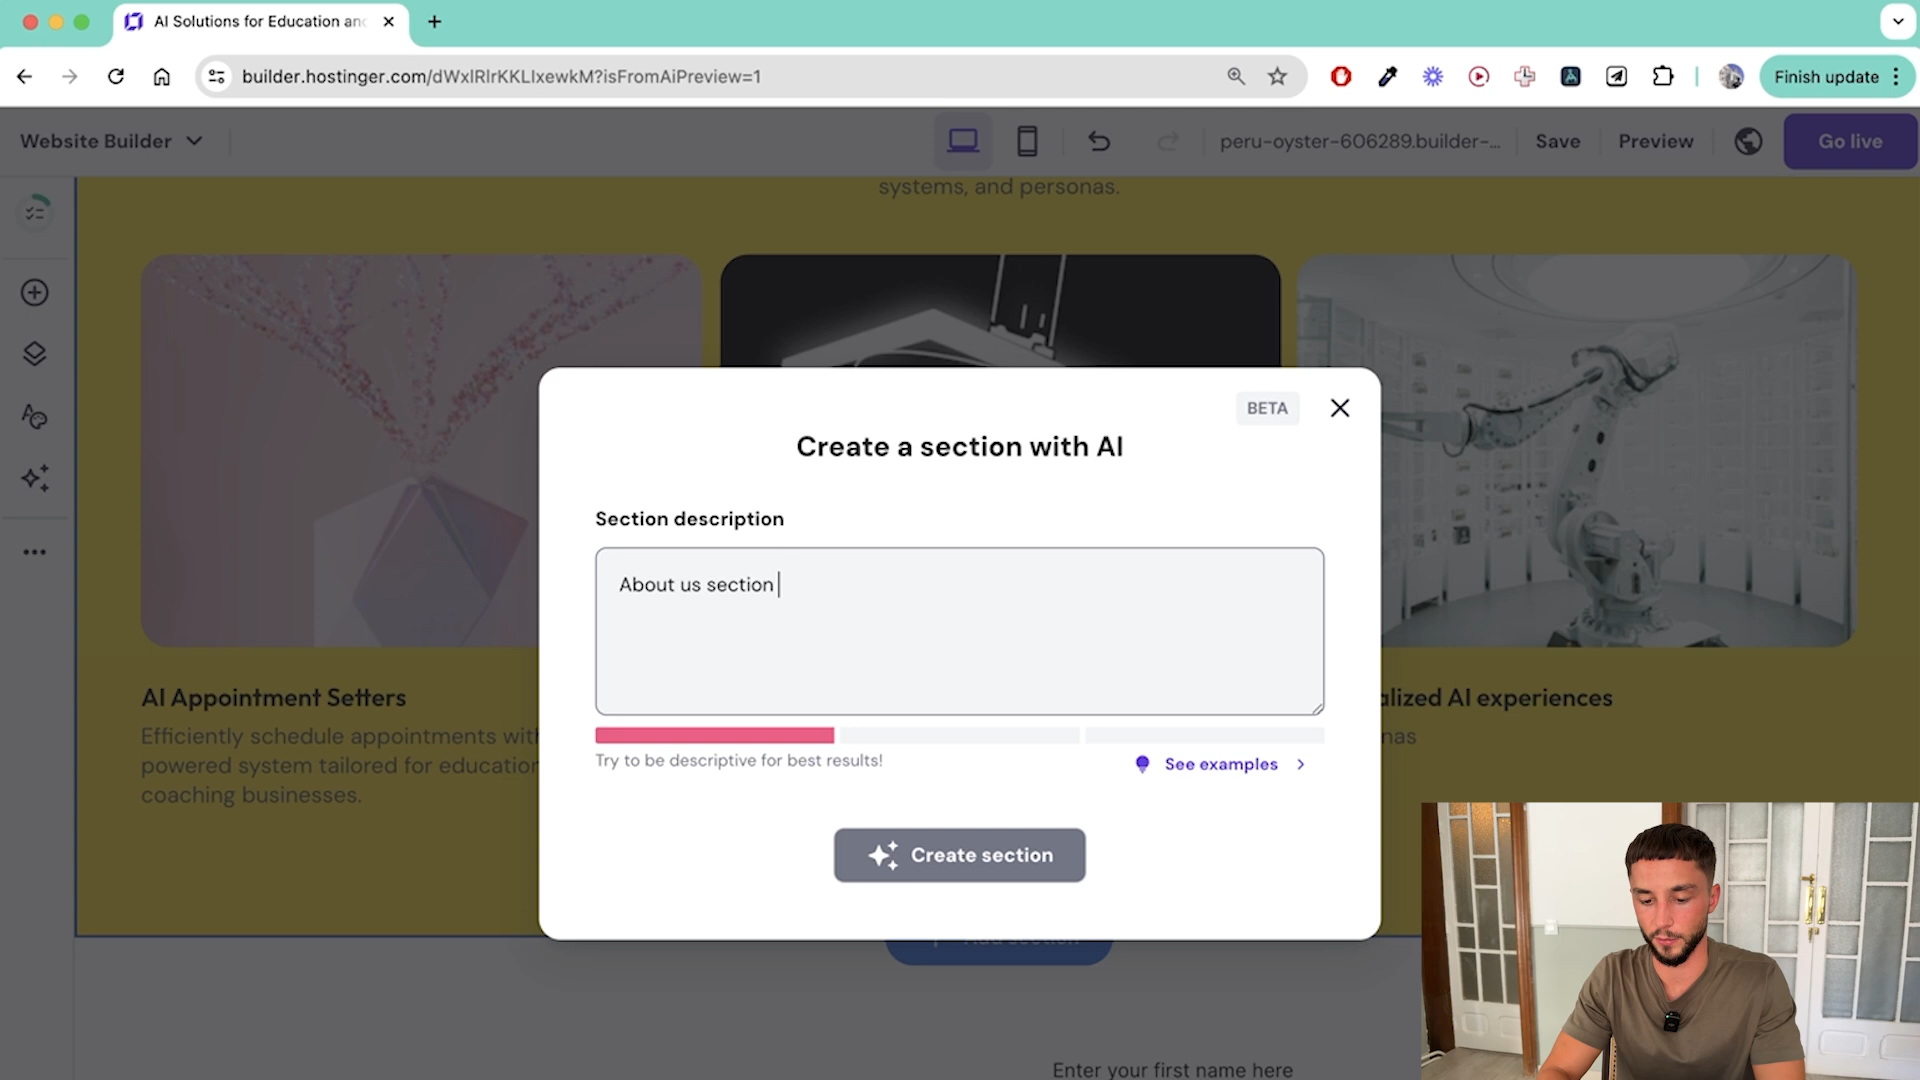 AI Solutions for Education and
builder.hostinger.com/dWxlRlrKKLlxewkM?isFromAiPreview=1
Finish update
Website Builder
peru-oyster-606289.builder-...
Save
Preview
Go live
systems, and personas.
BETA
Create a section with AI
Section description
About us section
Try to be descriptive for best results!
See examples
Create section
AI Appointment Setters
Efficiently schedule appointments with
powered system tailored for education
coaching businesses.
alized AI experiences
nas
Enter your first name here